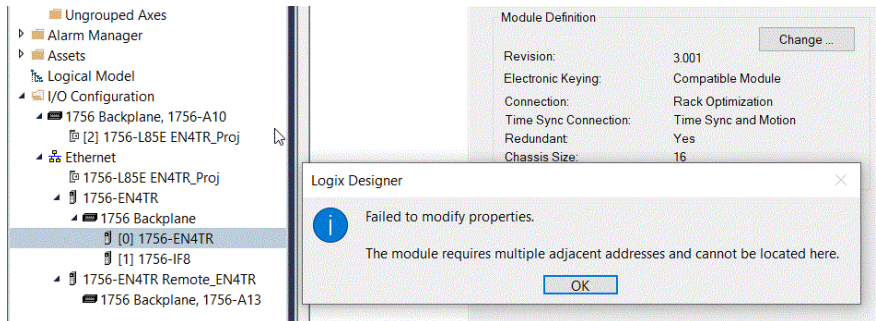 Ungrouped Axes
Alarm Manager
Assets
Logical Model
I/O Configuration
1756 Backplane, 1756-A10
[2] 1756-L85E EN4TR_Proj
Ethernet
1756-L85E EN4TR_Proj
1756-EN4TR
1756 Backplane
[0] 1756-EN4TR
[1] 1756-IF8
1756-EN4TR Remote_EN4TR
1756 Backplane, 1756-A13
Module Definition
Change ...
Revision: 3.001
Electronic Keying: Compatible Module
Connection: Rack Optimization
Time Sync Connection: Time Sync and Motion
Redundant: Yes
Chassis Size: 16
Logix Designer
Failed to modify properties.
The module requires multiple adjacent addresses and cannot be located here.
OK